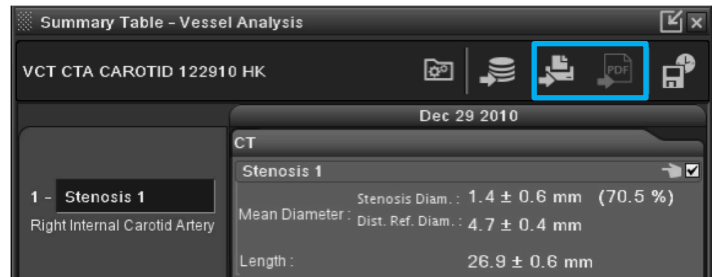 Summary Table - Vessel Analysis
VCT CTA CAROTID 122910 HK
PDF
Dec 29 2010
CT
Stenosis 1
1 - Stenosis 1
Right Internal Carotid Artery
Mean Diameter : Stenosis Diam. : 1.4 ± 0.6 mm (70.5 %)
Dist. Ref. Diam. : 4.7 ± 0.4 mm
Length : 26.9 ± 0.6 mm